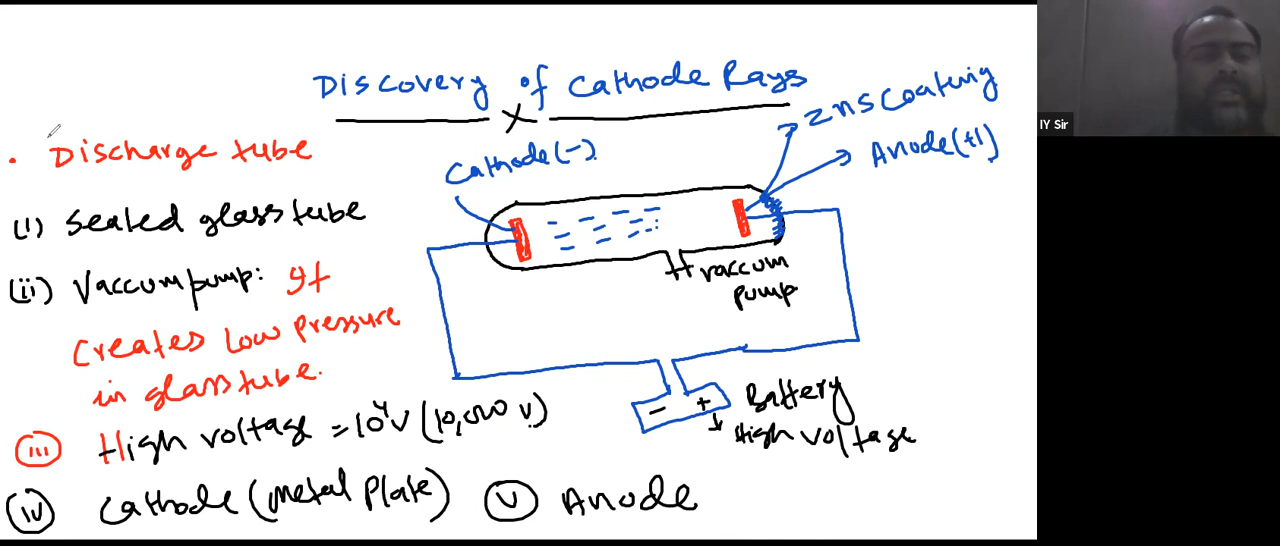 Discovery of Cathode Rays
x
• Discharge tube
(i) Sealed glass tube
(ii) Vaccum pump: It
Creates Low Pressure
in glass tube.
(iii) High voltage = 10⁴V (10,000 V)
(iv) Cathode (Metal Plate) (v) Anode
Cathode (-)
ZnS Coating
Anode (+)
vaccum
pump
- +
Battery
High voltage
IY Sir